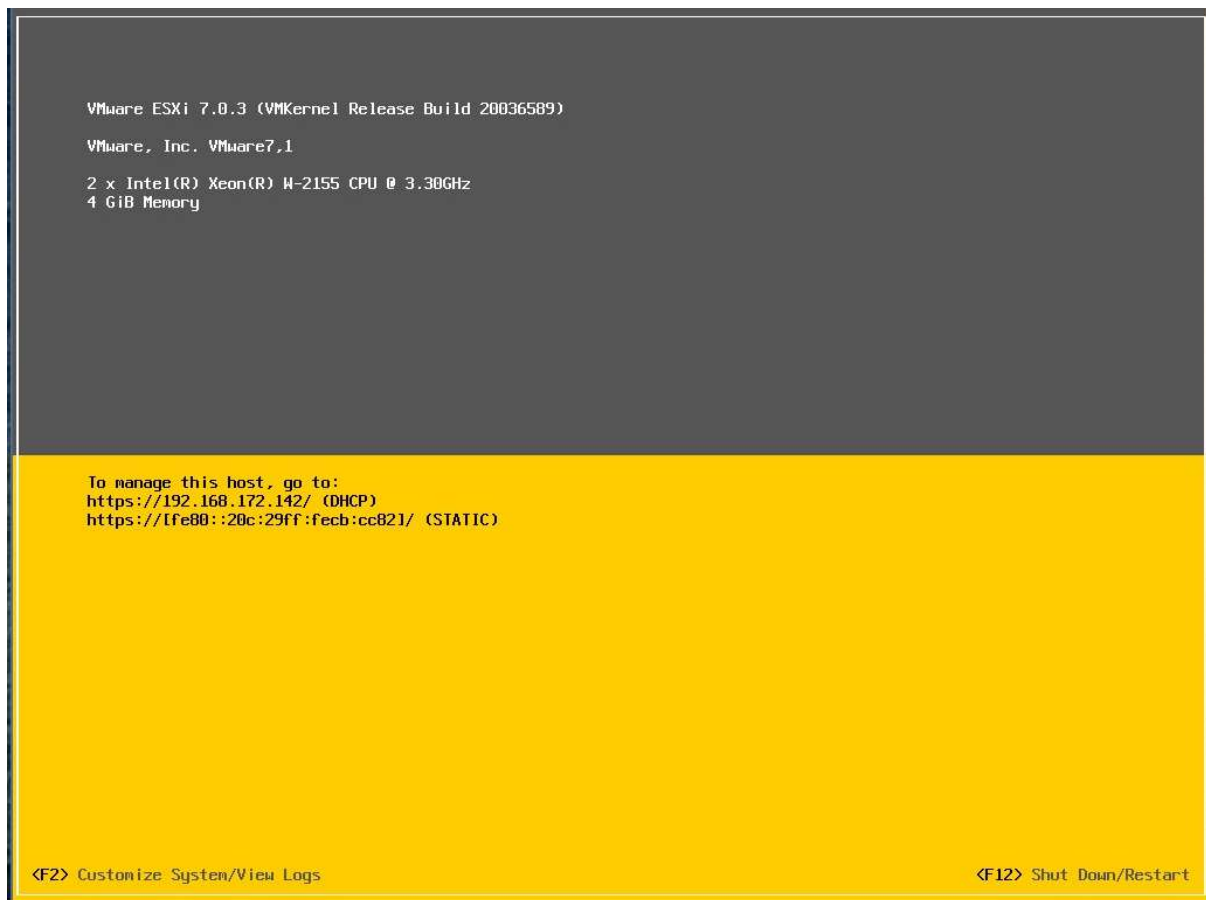 VMware ESXi 7.0.3 (VMKernel Release Build 20036589)
VMware, Inc. VMware7,1
2 x Intel(R) Xeon(R) W-2155 CPU @ 3.30GHz
4 GiB Memory
To manage this host, go to:
https://192.168.172.142/ (DHCP)
https://[fe80::20c:29ff:fecb:cc82]/ (STATIC)
<F2> Customize System/View Logs
<F12> Shut Down/Restart